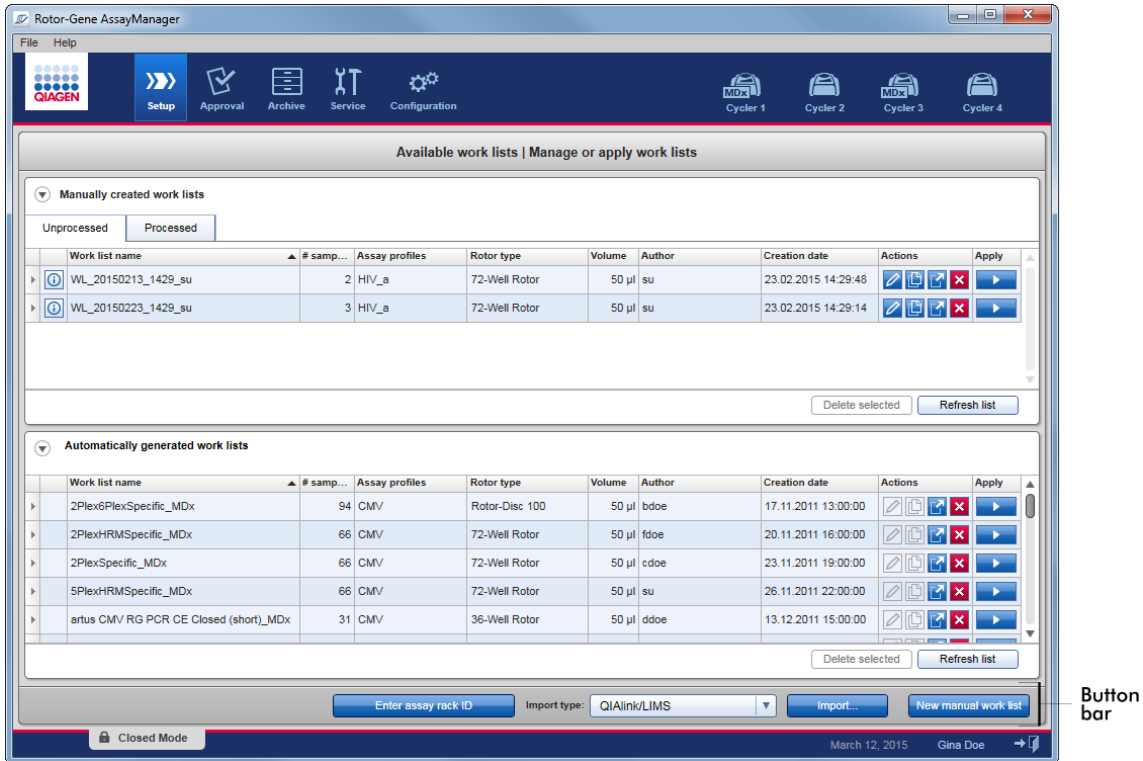 Rotor-Gene AssayManager
File Help
QIAGEN
Setup Approval Archive Service Configuration
MDx MDx
Cycler 1 Cycler 2 Cycler 3 Cycler 4
Available work lists | Manage or apply work lists
Manually created work lists
Unprocessed Processed
Work list name # samp... Assay profiles Rotor type Volume Author Creation date Actions Apply
WL_20150213_1429_su 2 HIV_a 72-Well Rotor 50 µl su 23.02.2015 14:29:48
WL_20150223_1429_su 3 HIV_a 72-Well Rotor 50 µl su 23.02.2015 14:29:14
Delete selected Refresh list
Automatically generated work lists
Work list name # samp... Assay profiles Rotor type Volume Author Creation date Actions Apply
2Plex6PlexSpecific_MDx 94 CMV Rotor-Disc 100 50 µl bdoe 17.11.2011 13:00:00
2PlexHRMSpecific_MDx 66 CMV 72-Well Rotor 50 µl fdoe 20.11.2011 16:00:00
2PlexSpecific_MDx 66 CMV 72-Well Rotor 50 µl cdoe 23.11.2011 19:00:00
5PlexHRMSpecific_MDx 66 CMV 72-Well Rotor 50 µl su 26.11.2011 22:00:00
artus CMV RG PCR CE Closed (short)_MDx 31 CMV 36-Well Rotor 50 µl ddoe 13.12.2011 15:00:00
Delete selected Refresh list
Enter assay rack ID Import type: QIAlink/LIMS Import... New manual work list
Button
bar
Closed Mode
March 12, 2015 Gina Doe